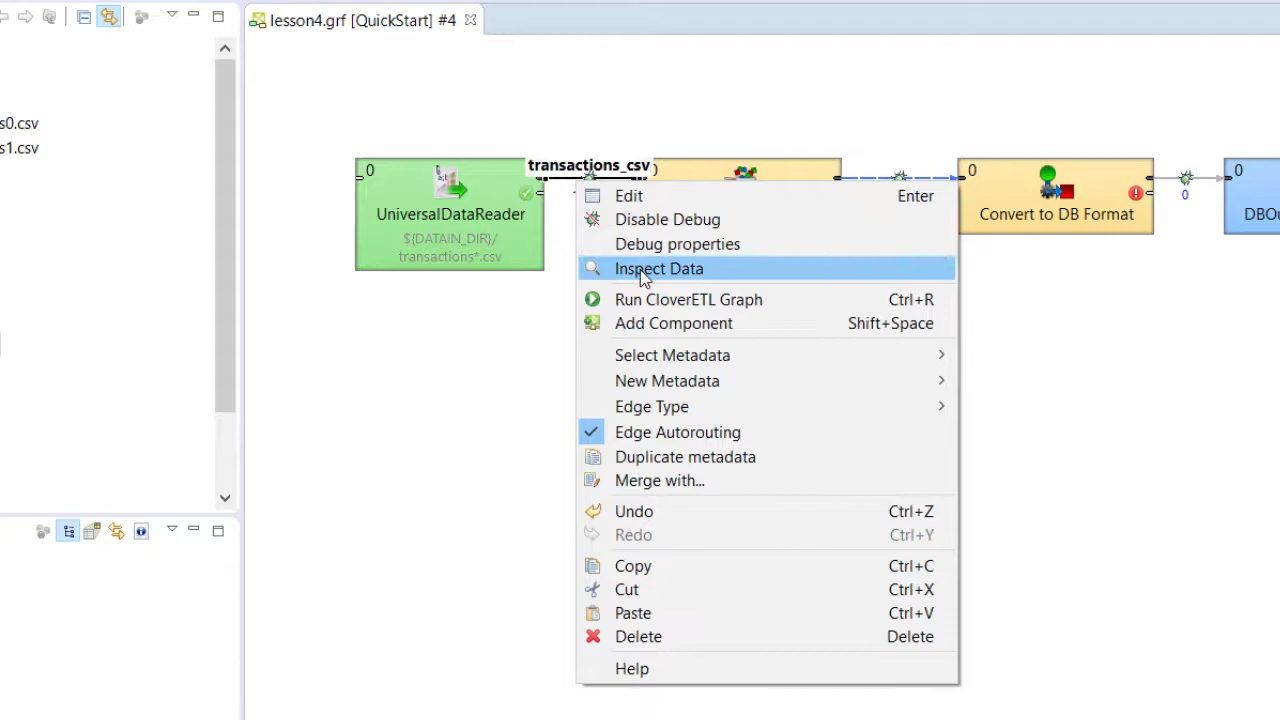 lesson4.grf [QuickStart] #4
s0.csv
s1.csv
transactions_csv
0
UniversalDataReader
${DATAIN_DIR}/
transactions*.csv
0
0
Convert to DB Format
0
0
Edit Enter
Disable Debug
Debug properties
Inspect Data
Run CloverETL Graph Ctrl+R
Add Component Shift+Space
Select Metadata
New Metadata
Edge Type
Edge Autorouting
Duplicate metadata
Merge with...
Undo Ctrl+Z
Redo Ctrl+Y
Copy Ctrl+C
Cut Ctrl+X
Paste Ctrl+V
Delete Delete
Help